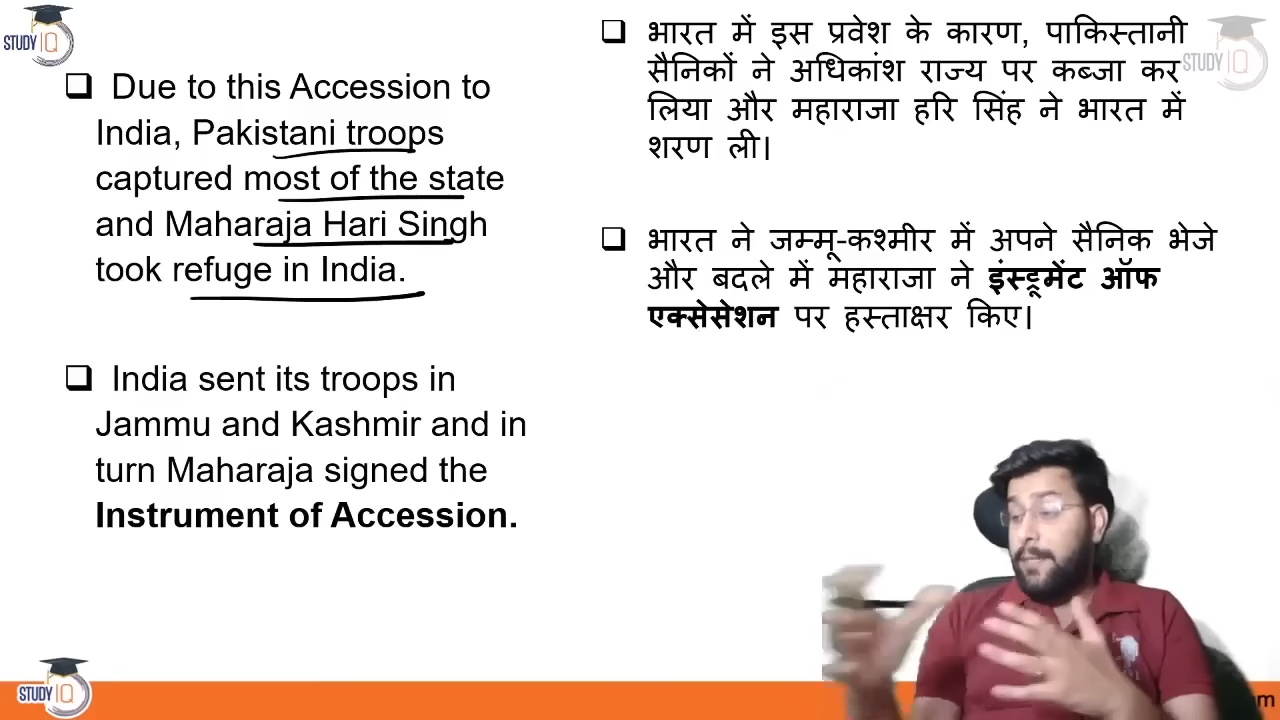 STUDY IQ
❑ Due to this Accession to
India, Pakistani troops
captured most of the state
and Maharaja Hari Singh
took refuge in India.
❑ India sent its troops in
Jammu and Kashmir and in
turn Maharaja signed the
Instrument of Accession.
❑ भारत में इस प्रवेश के कारण, पाकिस्तानी
सैनिकों ने अधिकांश राज्य पर कब्जा कर
लिया और महाराजा हरि सिंह ने भारत में
शरण ली।
❑ भारत ने जम्मू-कश्मीर में अपने सैनिक भेजे
और बदले में महाराजा ने इंस्ट्रूमेंट ऑफ
एक्सेसेशन पर हस्ताक्षर किए।
STUDY IQ
STUDY IQ
om